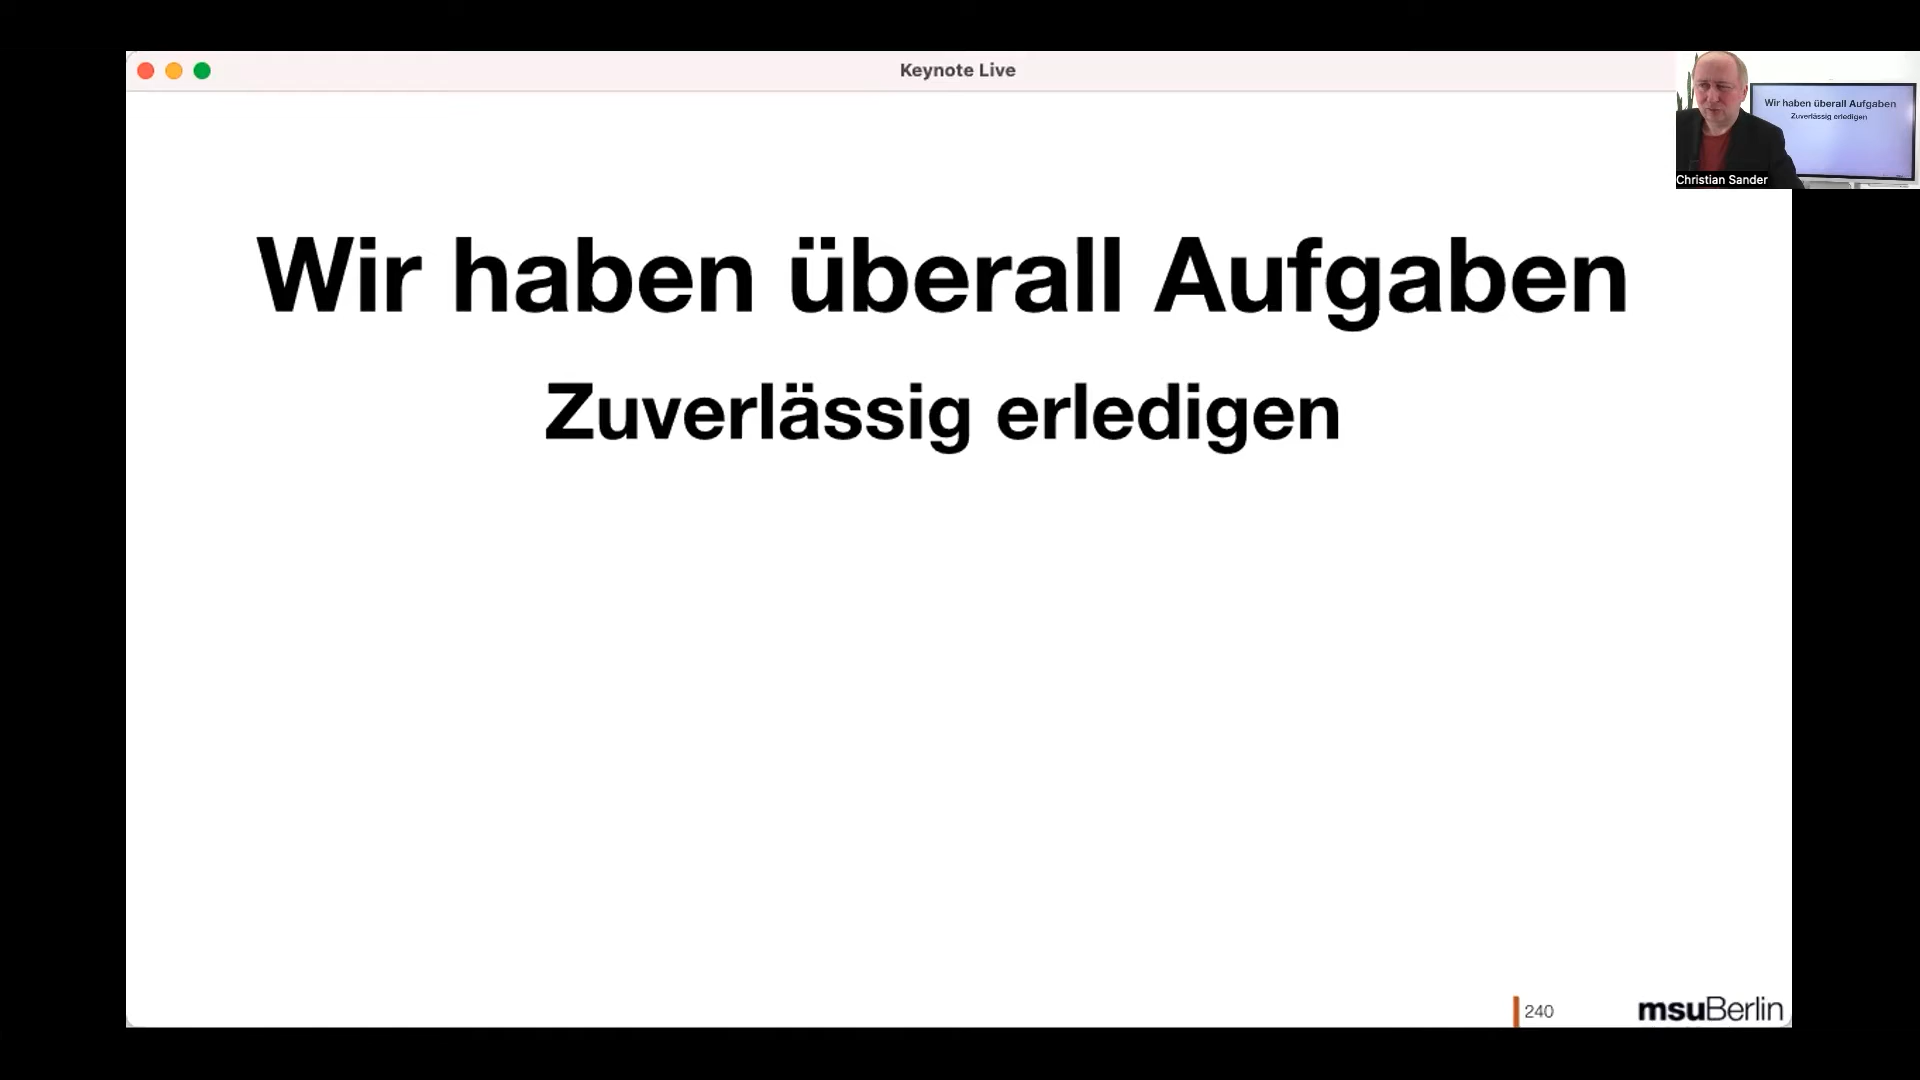 Keynote Live
Wir haben überall Aufgaben
Zuverlässig erledigen
Christian Sander
Wir haben überall Aufgaben
Zuverlässig erledigen
240
msuBerlin